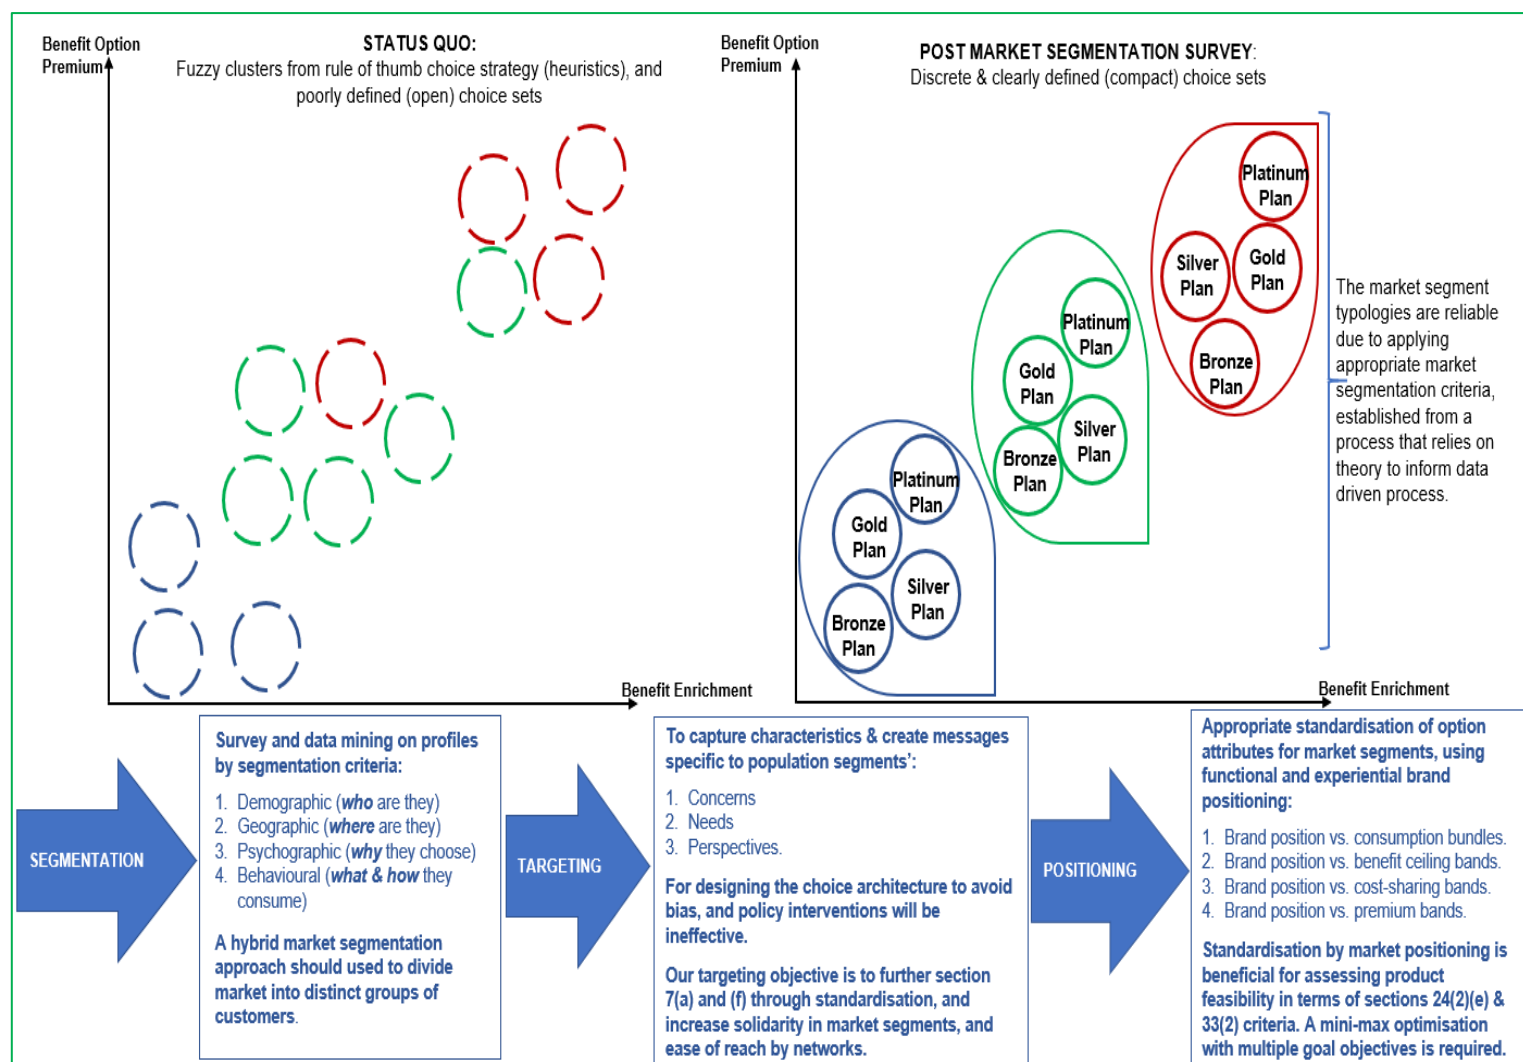 Benefit Option
Premium
STATUS QUO:
Fuzzy clusters from rule of thumb choice strategy (heuristics), and
poorly defined (open) choice sets
Benefit Enrichment
Benefit Option
Premium
POST MARKET SEGMENTATION SURVEY:
Discrete & clearly defined (compact) choice sets
Platinum
Plan
Silver
Plan
Gold
Plan
Bronze
Plan
Platinum
Plan
Gold
Plan
Silver
Plan
Bronze
Plan
Platinum
Plan
Gold
Plan
Silver
Plan
Bronze
Plan
Benefit Enrichment
The market segment
typologies are reliable
due to applying
appropriate market
segmentation criteria,
established from a
process that relies on
theory to inform data
driven process.
SEGMENTATION
Survey and data mining on profiles
by segmentation criteria:
1. Demographic (who are they)
2. Geographic (where are they)
3. Psychographic (why they choose)
4. Behavioural (what & how they
consume)
A hybrid market segmentation
approach should used to divide
market into distinct groups of
customers.
TARGETING
To capture characteristics & create messages
specific to population segments':
1. Concerns
2. Needs
3. Perspectives.
For designing the choice architecture to avoid
bias, and policy interventions will be
ineffective.
Our targeting objective is to further section
7(a) and (f) through standardisation, and
increase solidarity in market segments, and
ease of reach by networks.
POSITIONING
Appropriate standardisation of option
attributes for market segments, using
functional and experiential brand
positioning:
1. Brand position vs. consumption bundles.
2. Brand position vs. benefit ceiling bands.
3. Brand position vs. cost-sharing bands.
4. Brand position vs. premium bands.
Standardisation by market positioning is
beneficial for assessing product
feasibility in terms of sections 24(2)(e) &
33(2) criteria. A mini-max optimisation
with multiple goal objectives is required.